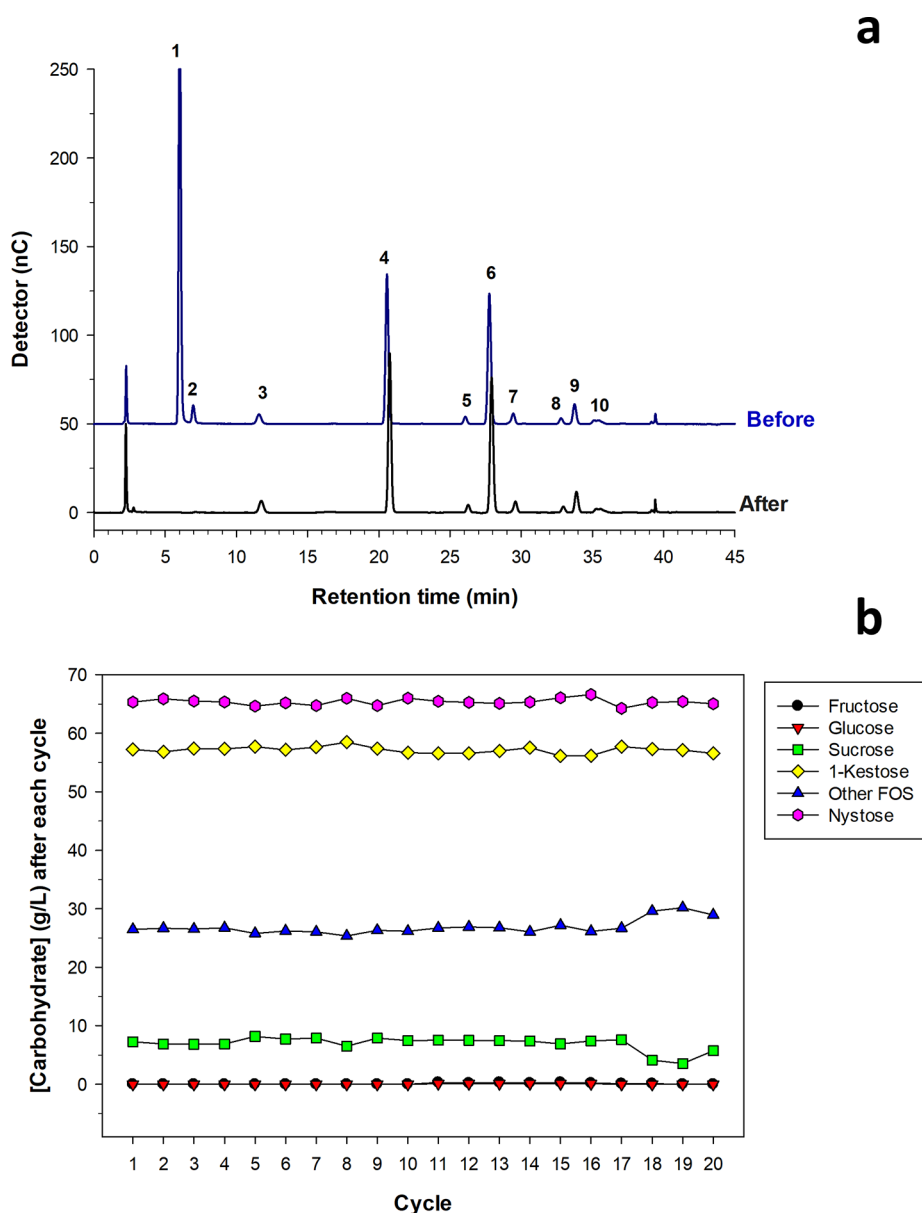 a
1
250
200
150
100
50
0
Detector (nC)
2
3
4
5
6
7
8
9
10
Before
After
0 5 10 15 20 25 30 35 40 45
Retention time (min)
b
70
60
50
40
30
20
10
0
[Carbohydrate] (g/L) after each cycle
Fructose
Glucose
Sucrose
1-Kestose
Other FOS
Nystose
1 2 3 4 5 6 7 8 9 10 11 12 13 14 15 16 17 18 19 20
Cycle